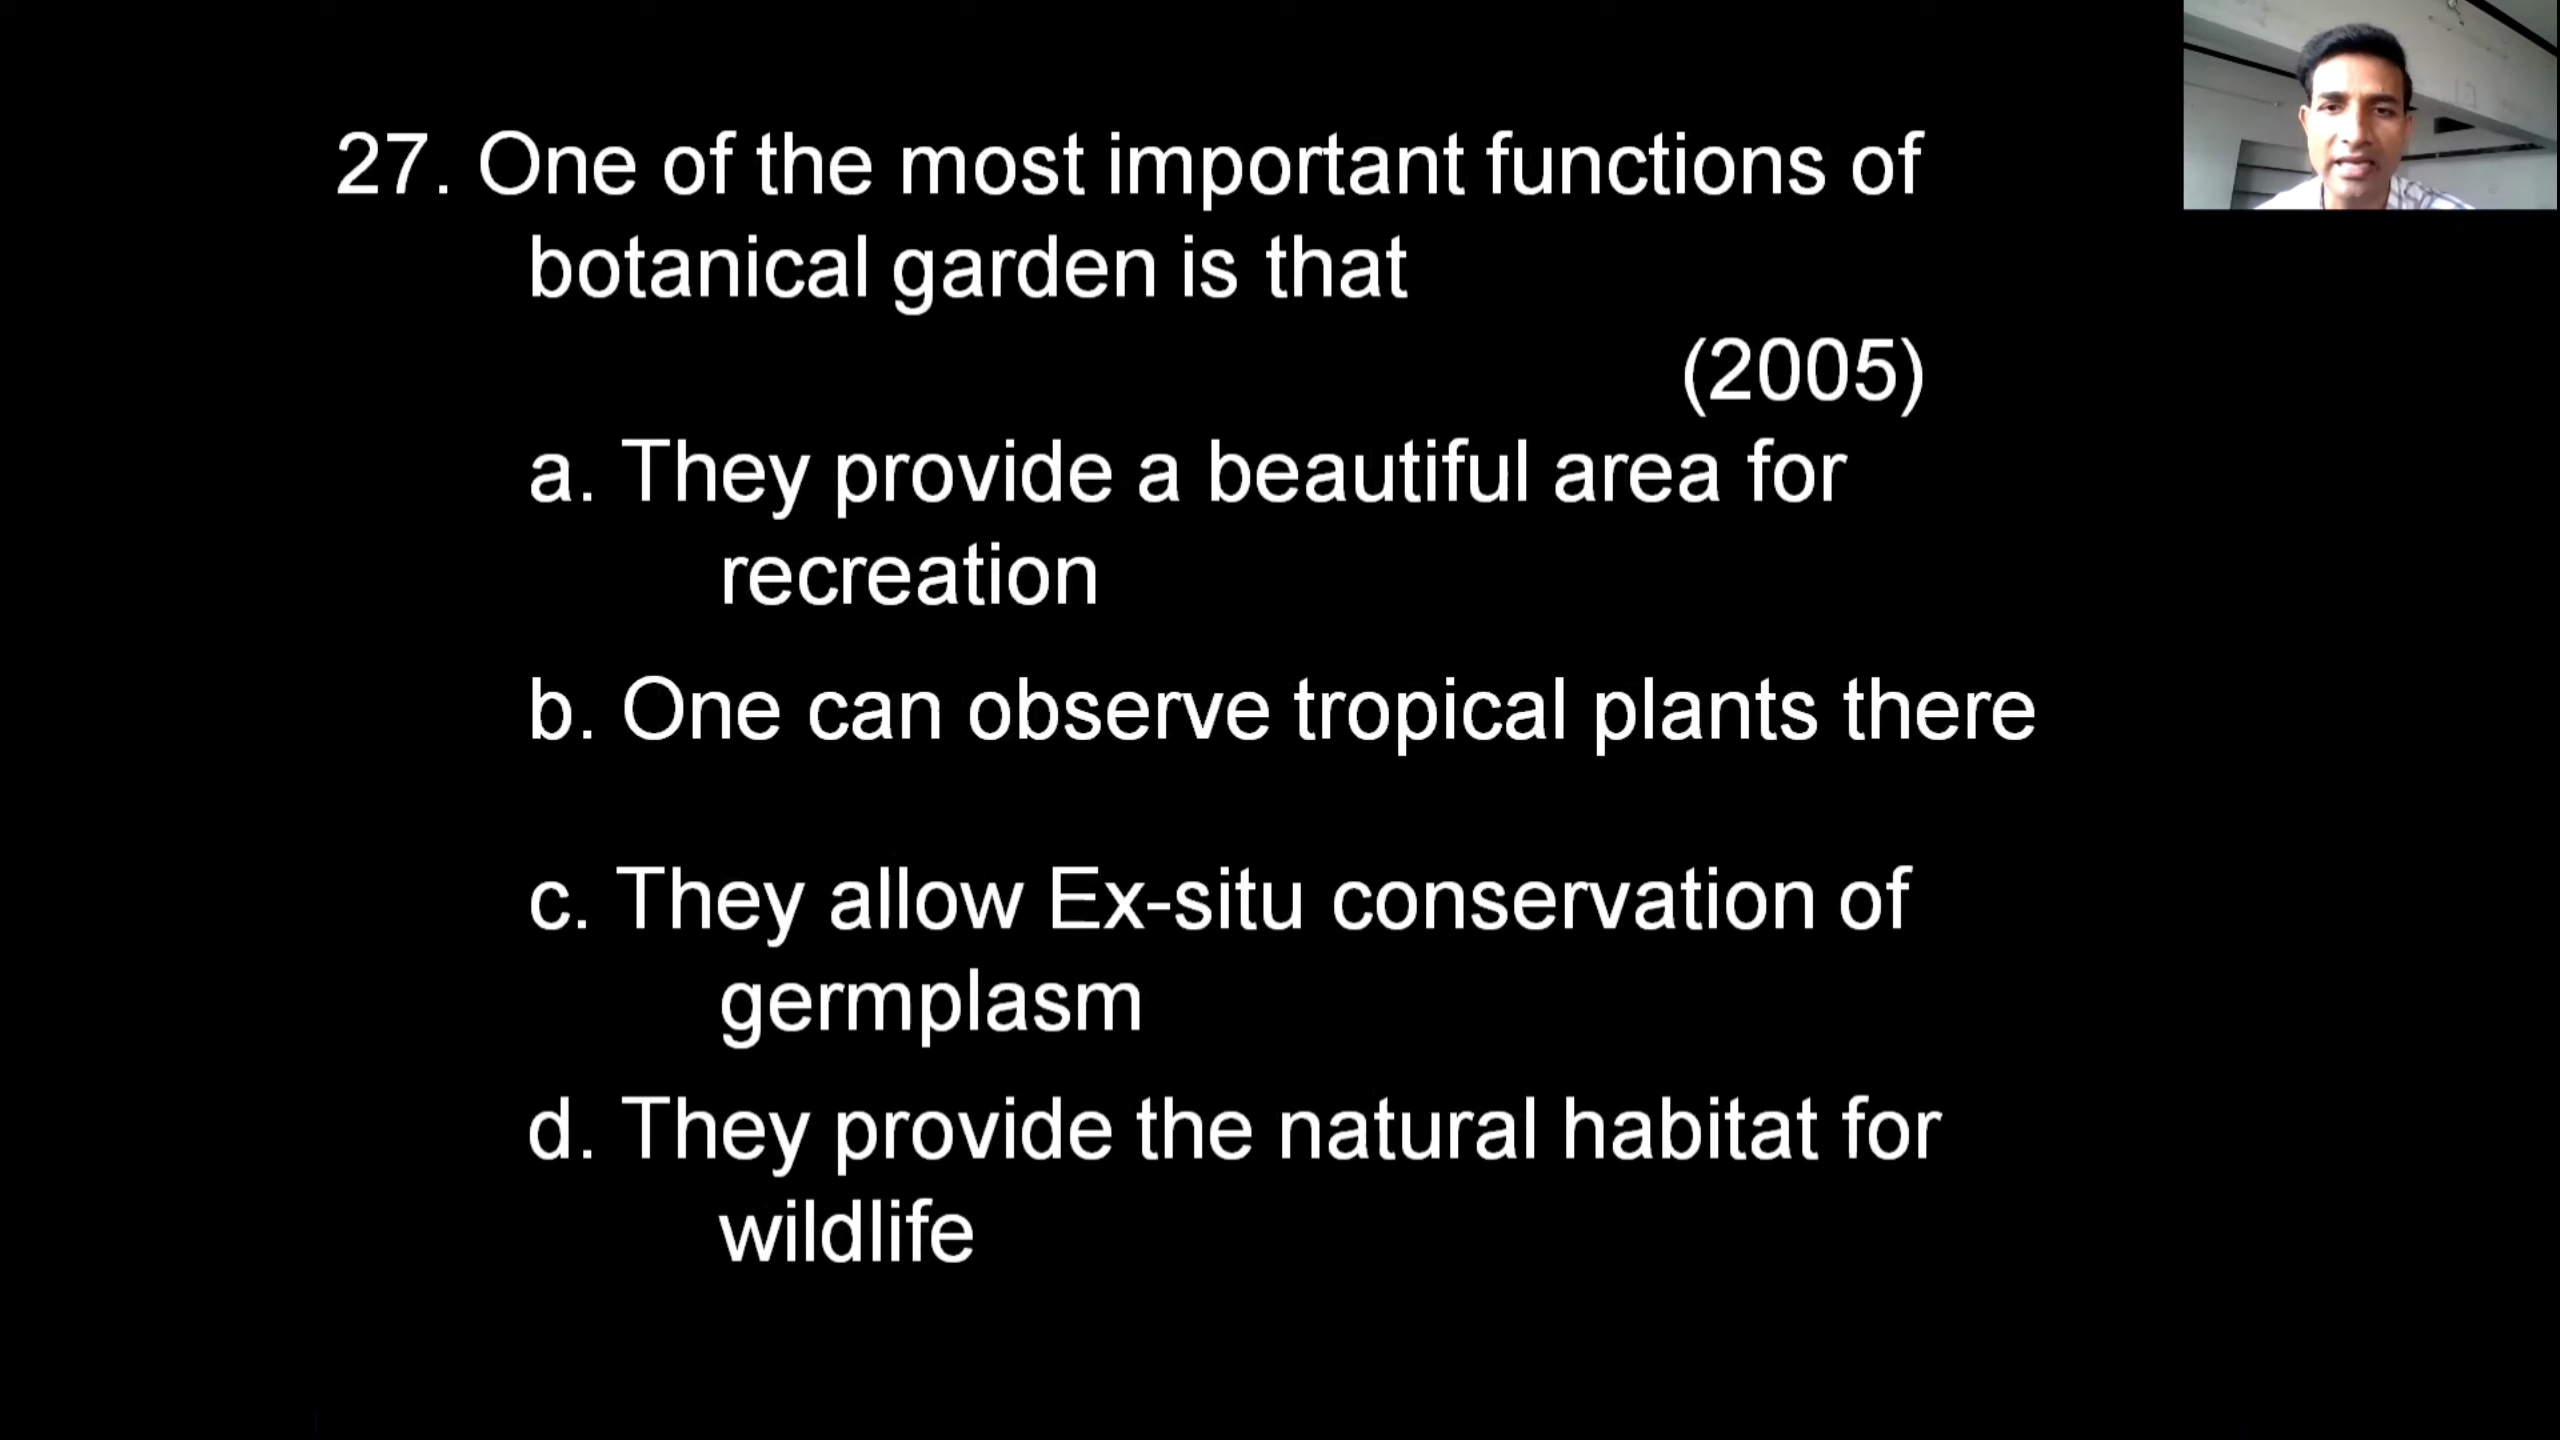 27. One of the most important functions of
botanical garden is that
(2005)
a. They provide a beautiful area for
recreation
b. One can observe tropical plants there
c. They allow Ex-situ conservation of
germplasm
d. They provide the natural habitat for
wildlife